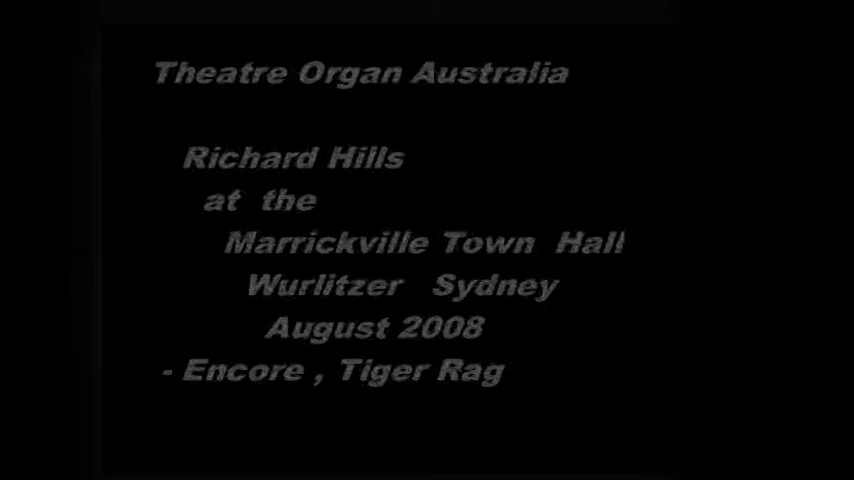 Theatre Organ Australia
Richard Hills
at the
Marrickville Town Hall
Wurlitzer Sydney
August 2008
- Encore , Tiger Rag